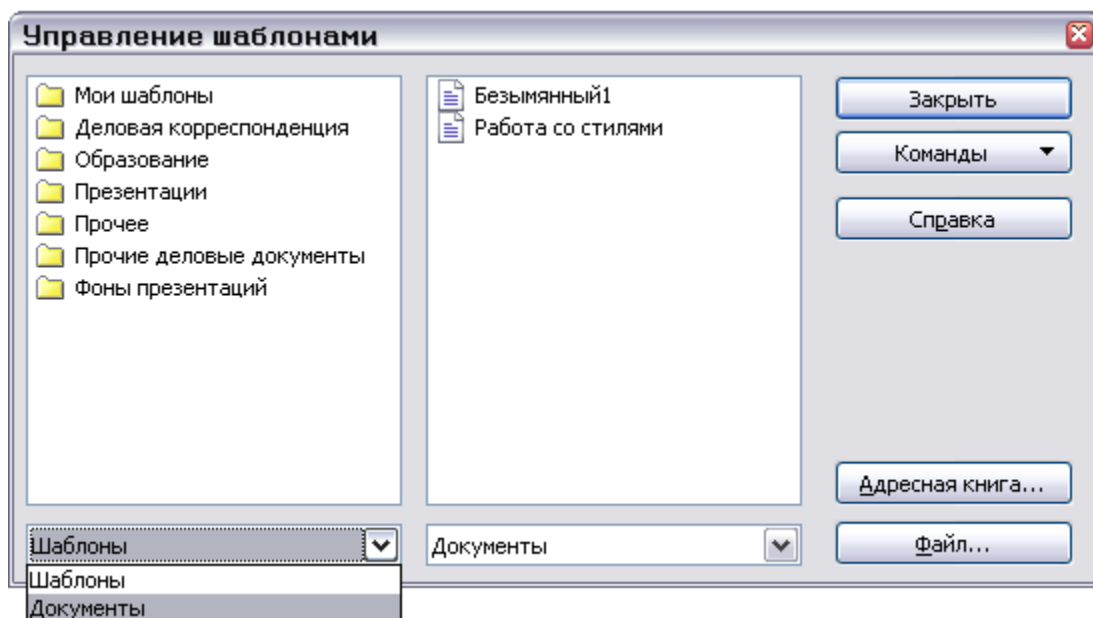 Управление шаблонами
Мои шаблоны
Деловая корреспонденция
Образование
Презентации
Прочее
Прочие деловые документы
Фоны презентаций
Безымянный1
Работа со стилями
Закрыть
Команды
Справка
Адресная книга...
Файл...
Шаблоны
Документы
Шаблоны
Документы